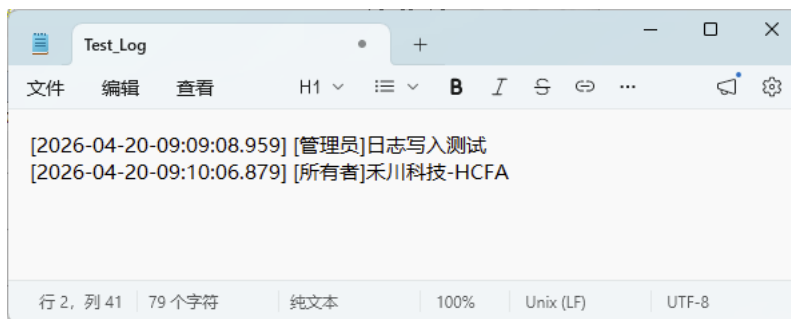 Test_Log
文件 编辑 查看 H1 B I S ...
[2026-04-20-09:09:08.959] [管理员]日志写入测试
[2026-04-20-09:10:06.879] [所有者]禾川科技-HCFA
行 2，列 41 79 个字符 纯文本 100% Unix (LF) UTF-8